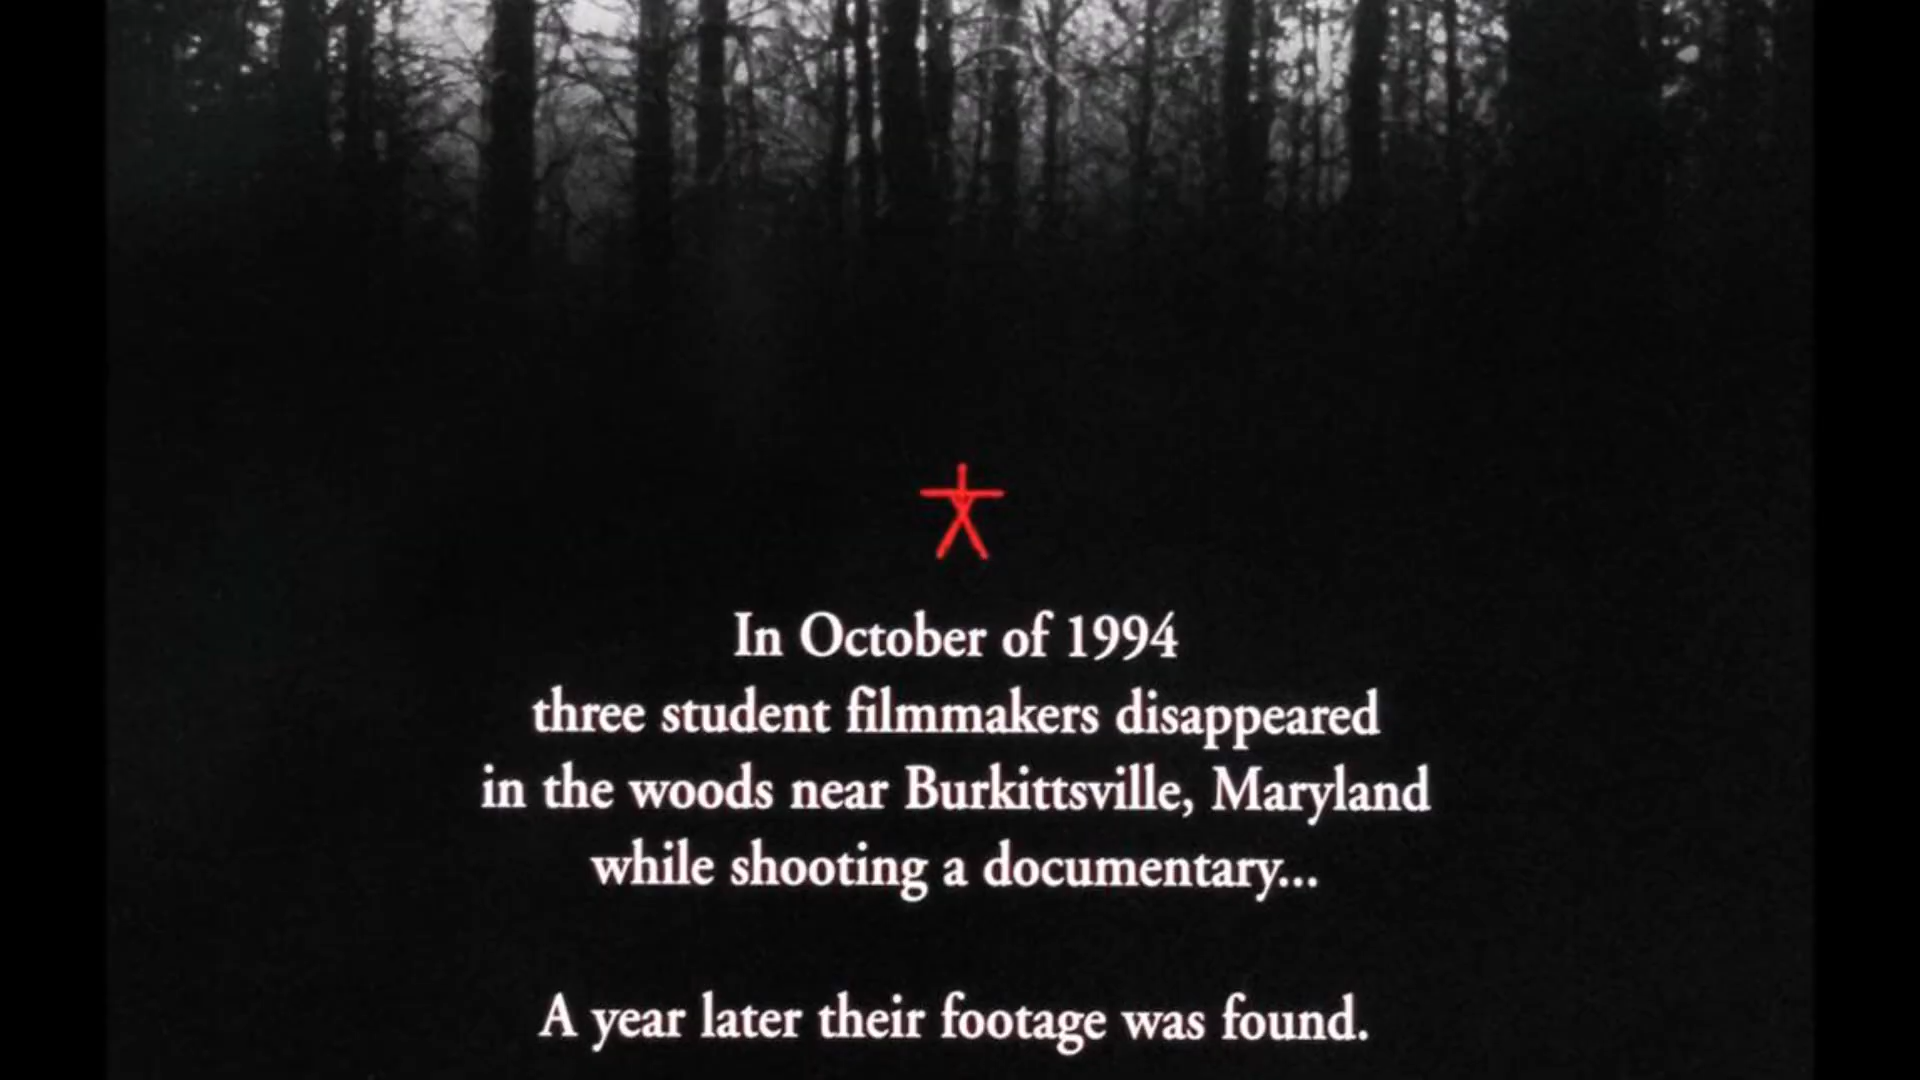 In October of 1994
three student filmmakers disappeared
in the woods near Burkittsville, Maryland
while shooting a documentary...
A year later their footage was found.